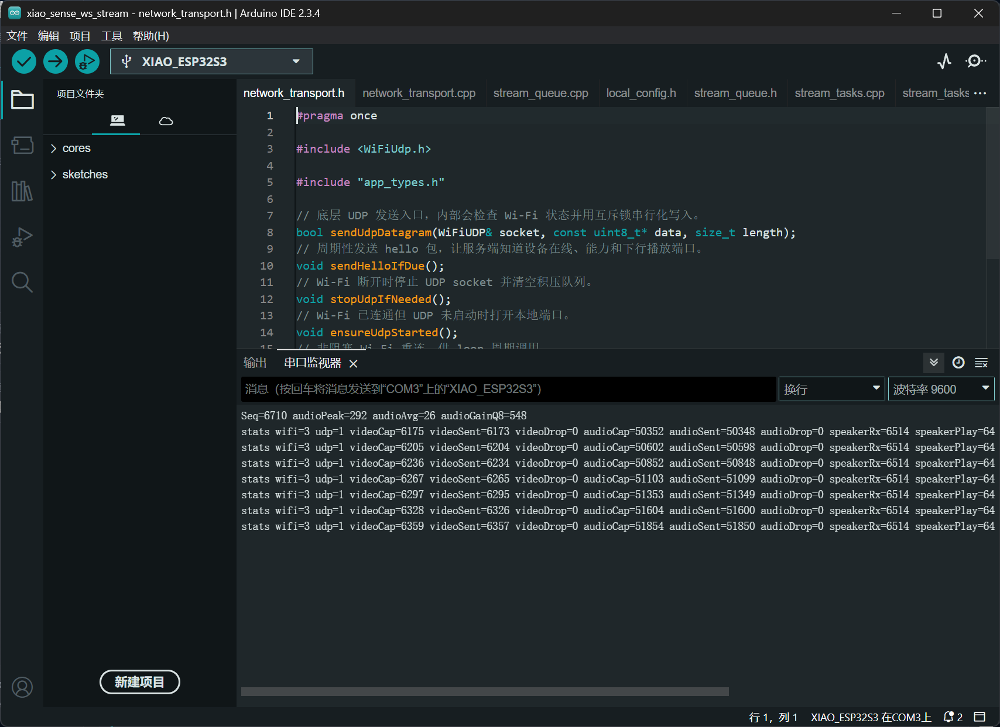 xiao_sense_ws_stream - network_transport.h | Arduino IDE 2.3.4
文件 编辑 项目 工具 帮助(H)
XIAO_ESP32S3
项目文件夹
cores
sketches
新建项目
network_transport.h network_transport.cpp stream_queue.cpp local_config.h stream_queue.h stream_tasks.cpp stream_tasks
1 #pragma once
2
3 #include <WiFiUdp.h>
4
5 #include "app_types.h"
6
7 // 底层 UDP 发送入口，内部会检查 Wi-Fi 状态并用互斥锁串行化写入。
8 bool sendUdpDatagram(WiFiUDP& socket, const uint8_t* data, size_t length);
9 // 周期性发送 hello 包，让服务端知道设备在线、能力和下行播放端口。
10 void sendHelloIfDue();
11 // Wi-Fi 断开时停止 UDP socket 并清空积压队列。
12 void stopUdpIfNeeded();
13 // Wi-Fi 已连通但 UDP 未启动时打开本地端口。
14 void ensureUdpStarted();
15 // 非阻塞 Wi-Fi 重连，供 loop 周期调用
输出 串口监视器
消息（按回车将消息发送到“COM3”上的“XIAO_ESP32S3”）
换行
波特率 9600
Seq=6710 audioPeak=292 audioAvg=26 audioGainQ8=548
stats wifi=3 udp=1 videoCap=6175 videoSent=6173 videoDrop=0 audioCap=50352 audioSent=50348 audioDrop=0 speakerRx=6514 speakerPlay=64
stats wifi=3 udp=1 videoCap=6205 videoSent=6204 videoDrop=0 audioCap=50602 audioSent=50598 audioDrop=0 speakerRx=6514 speakerPlay=64
stats wifi=3 udp=1 videoCap=6236 videoSent=6234 videoDrop=0 audioCap=50852 audioSent=50848 audioDrop=0 speakerRx=6514 speakerPlay=64
stats wifi=3 udp=1 videoCap=6267 videoSent=6265 videoDrop=0 audioCap=51103 audioSent=51099 audioDrop=0 speakerRx=6514 speakerPlay=64
stats wifi=3 udp=1 videoCap=6297 videoSent=6295 videoDrop=0 audioCap=51353 audioSent=51349 audioDrop=0 speakerRx=6514 speakerPlay=64
stats wifi=3 udp=1 videoCap=6328 videoSent=6326 videoDrop=0 audioCap=51604 audioSent=51600 audioDrop=0 speakerRx=6514 speakerPlay=64
stats wifi=3 udp=1 videoCap=6359 videoSent=6357 videoDrop=0 audioCap=51854 audioSent=51850 audioDrop=0 speakerRx=6514 speakerPlay=64
行 1，列 1 XIAO_ESP32S3 在COM3上 2